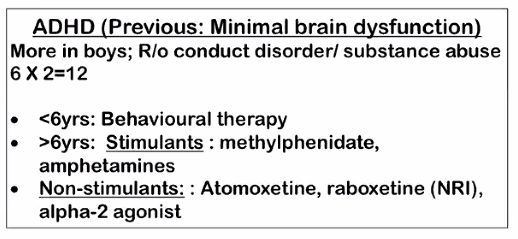 ADHD (Previous: Minimal brain dysfunction)
More in boys; R/o conduct disorder/ substance abuse
6 X 2=12
• <6yrs: Behavioural therapy
• >6yrs: Stimulants : methylphenidate,
amphetamines
• Non-stimulants: : Atomoxetine, raboxetine (NRI),
alpha-2 agonist